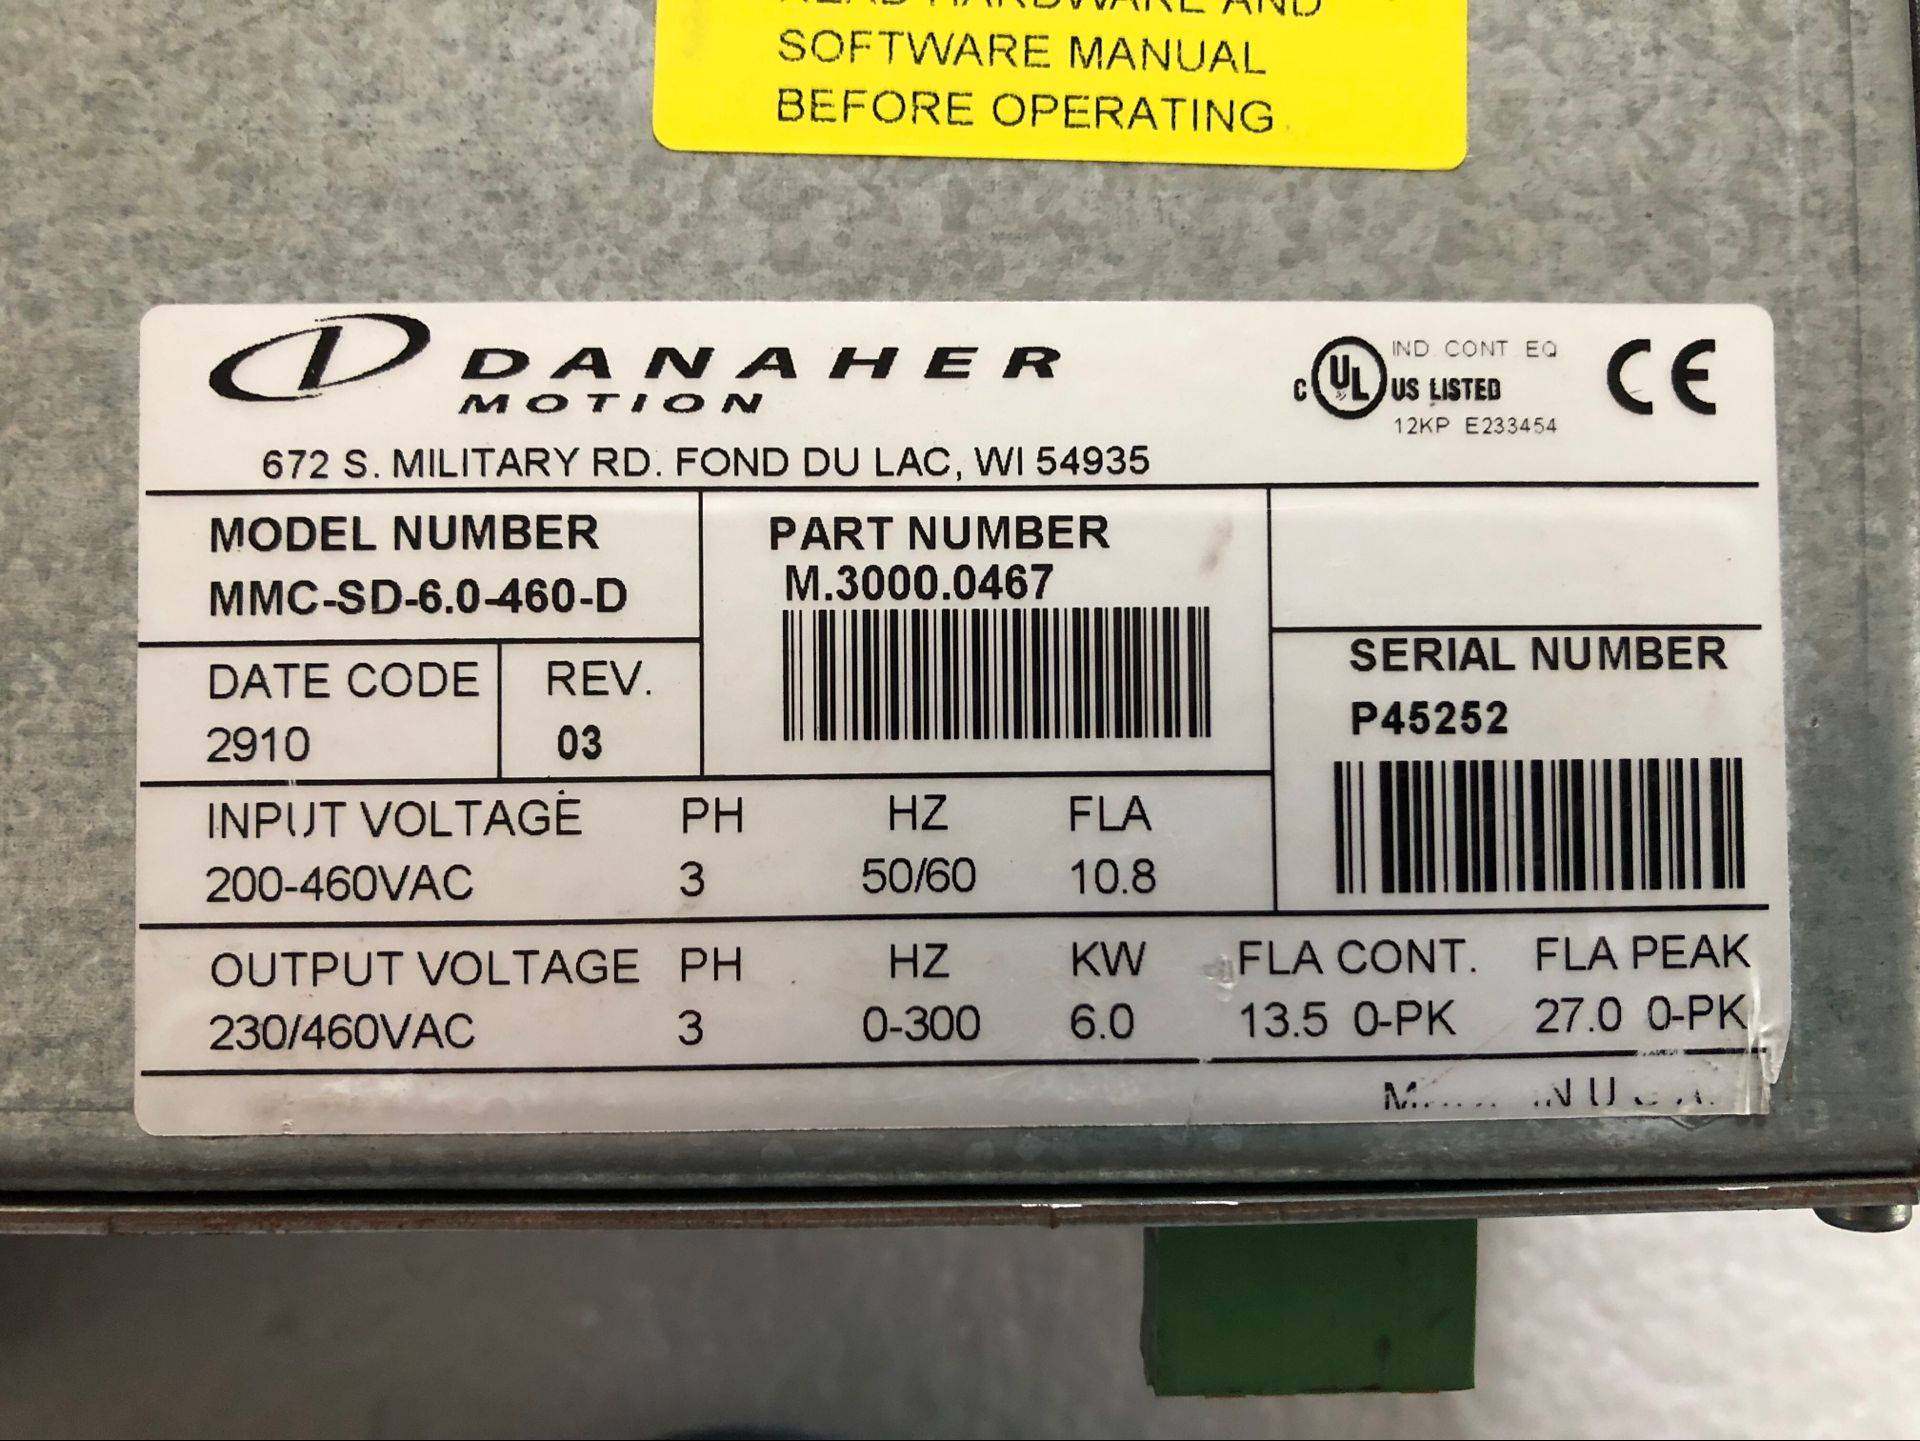 READ HARDWARE AND
SOFTWARE MANUAL
BEFORE OPERATING
DANAHER
MOTION
672 S. MILITARY RD. FOND DU LAC, WI 54935
C UL US LISTED
IND. CONT. EQ
12KP E233454
CE
MODEL NUMBER
MMC-SD-6.0-460-D
PART NUMBER
M.3000.0467
DATE CODE
2910
REV.
03
SERIAL NUMBER
P45252
INPUT VOLTAGE PH HZ FLA
200-460VAC 3 50/60 10.8
OUTPUT VOLTAGE PH HZ KW FLA CONT. FLA PEAK
230/460VAC 3 0-300 6.0 13.5 0-PK 27.0 0-PK
IN U